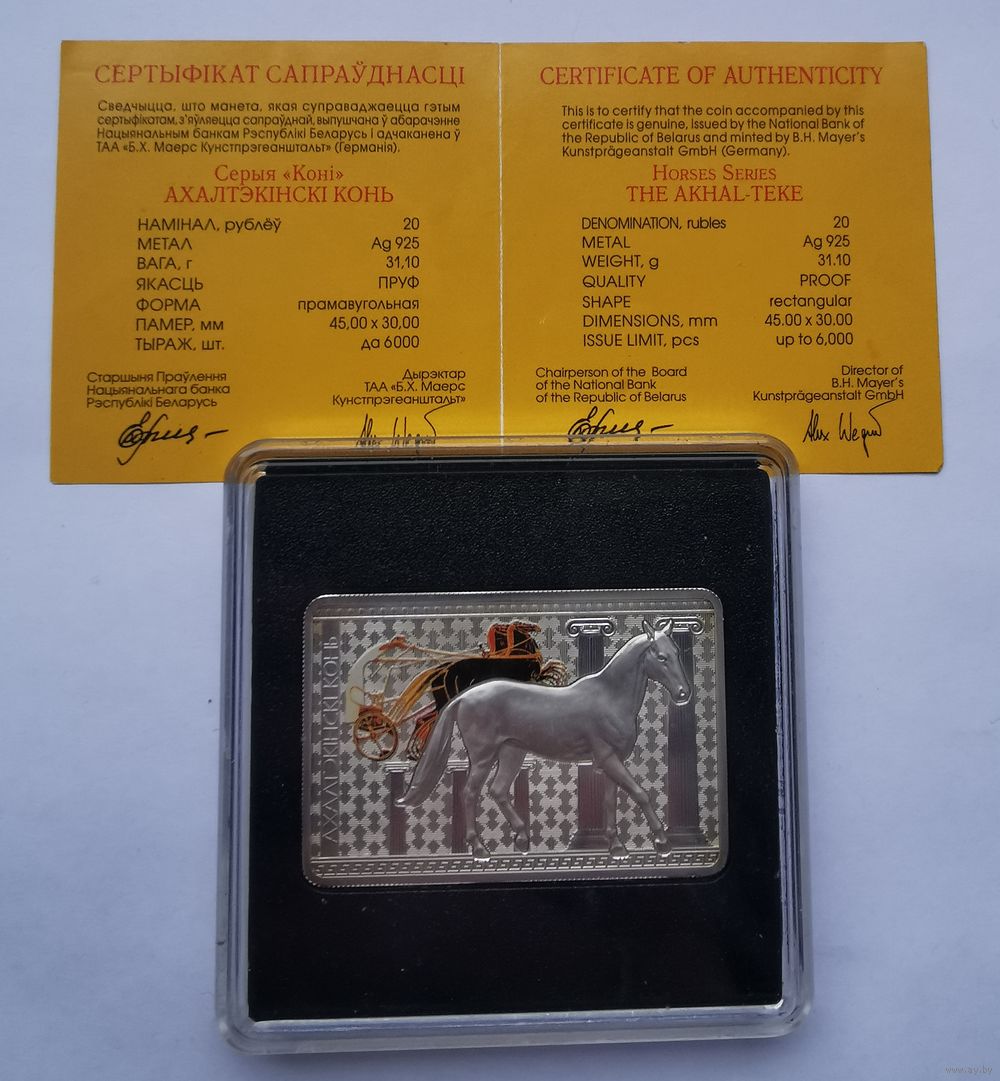 СЕРТЫФІКАТ САПРАЎДНАСЦІ
Сведчыцца, што манета, якая суправаджаецца гэтым
сертыфікатам, з'яўляецца сапраўднай, выпушчана ў абарачэнне
Нацыянальным банкам Рэспублікі Беларусь і адчаканена ў
ТАА «Б.Х. Маерс Кунстпрэгеанштальт» (Германія).
Серыя «Коні»
АХАЛТЭКІНСКІ КОНЬ
НАМІНАЛ, рублёў 20
МЕТАЛ Ag 925
ВАГА, г 31,10
ЯКАСЦЬ ПРУФ
ФОРМА прамавугольная
ПАМЕР, мм 45,00 x 30,00
ТЫРАЖ, шт. да 6000
Старшыня Праўлення
Нацыянальнага банка
Рэспублікі Беларусь
Дырэктар
ТАА «Б.Х. Маерс
Кунстпрэгеанштальт»
CERTIFICATE OF AUTHENTICITY
This is to certify that the coin accompanied by this
certificate is genuine, issued by the National Bank of
the Republic of Belarus and minted by B.H. Mayer's
Kunstprägeanstalt GmbH (Germany).
HORSES SERIES
THE AKHAL-TEKE
DENOMINATION, rubles 20
METAL Ag 925
WEIGHT, g 31.10
QUALITY PROOF
SHAPE rectangular
DIMENSIONS, mm 45.00 x 30.00
ISSUE LIMIT, pcs up to 6,000
Chairperson of the Board
of the National Bank
of the Republic of Belarus
Director of
B.H. Mayer's
Kunstprägeanstalt GmbH
АХАЛТЭКІНСКІ КОНЬ
www.ay.by